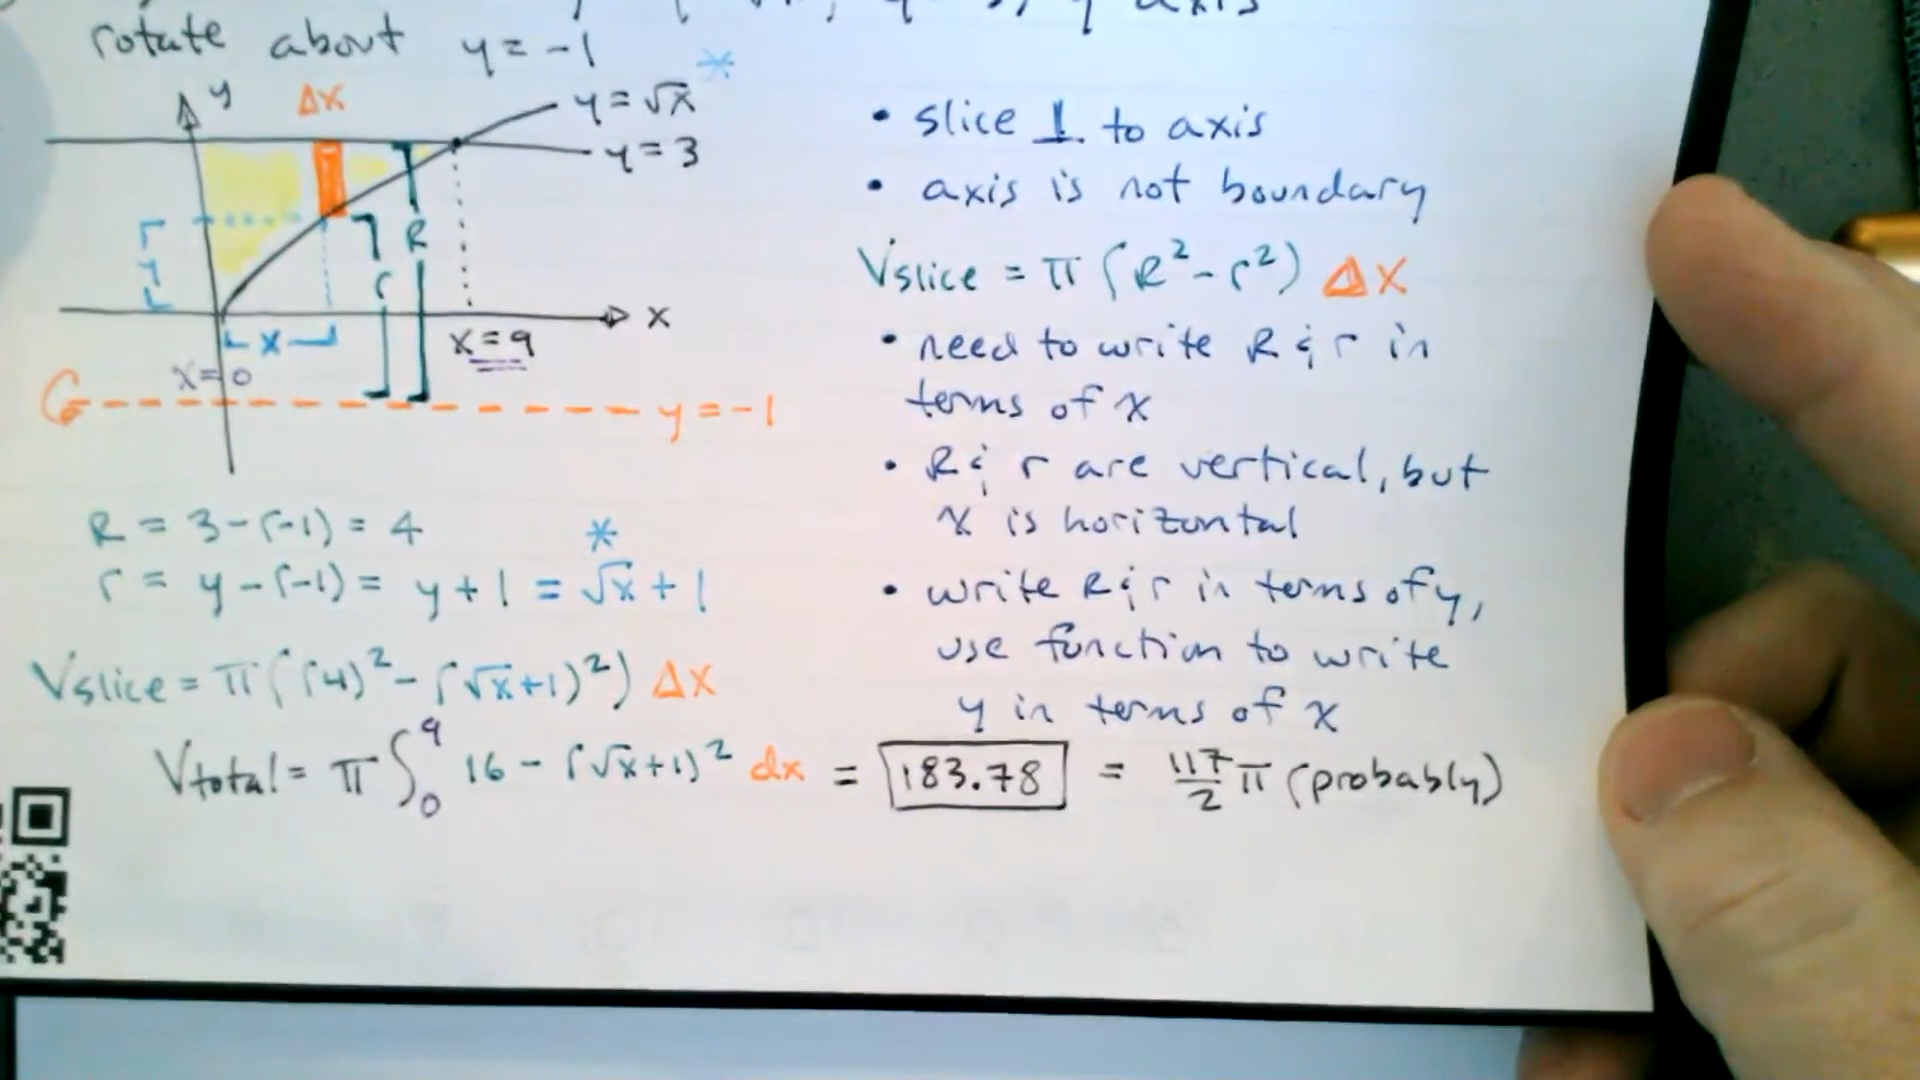 rotate about y = -1 *
y
Δx
y = √x
y = 3
y
r
R
x
x
x = 9
x = 0
y = -1
R = 3 - (-1) = 4
*
r = y - (-1) = y + 1 = √x + 1
Vslice = π((4)² - (√x+1)²) Δx
• slice ⊥ to axis
• axis is not boundary
Vslice = π (R² - r²) Δx
• need to write R & r in
terms of x
• R & r are vertical, but
x is horizontal
• write R & r in terms of y,
use function to write
y in terms of x
Vtotal = π ∫₀⁹ 16 - (√x+1)² dx = 183.78 = 117/2 π (probably)